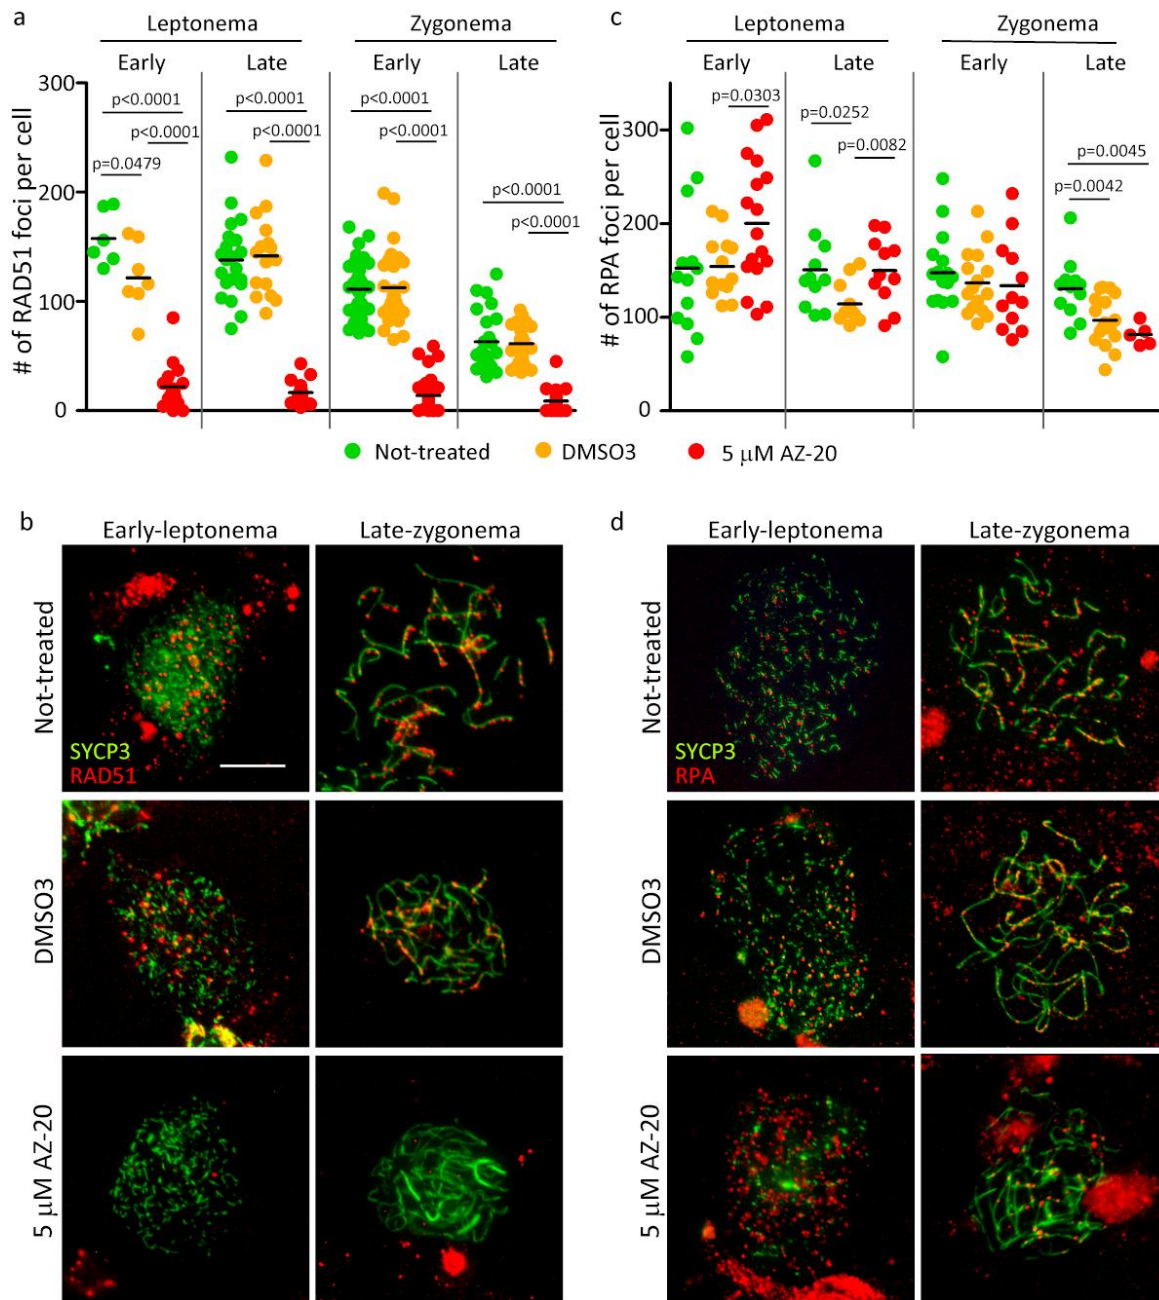 a
Leptonema
Zygonema
Early
Late
Early
Late
# of RAD51 foci per cell
300
200
100
0
p<0.0001
p<0.0001
p=0.0479
p<0.0001
p<0.0001
p<0.0001
p<0.0001
p<0.0001
p<0.0001
c
Leptonema
Zygonema
Early
Late
Early
Late
# of RPA foci per cell
300
200
100
0
p=0.0303
p=0.0252
p=0.0082
p=0.0045
p=0.0042
Not-treated
DMSO3
5 μM AZ-20
b
Early-leptonema
Late-zygonema
Not-treated
SYCP3
RAD51
DMSO3
5 μM AZ-20
d
Early-leptonema
Late-zygonema
Not-treated
SYCP3
RPA
DMSO3
5 μM AZ-20